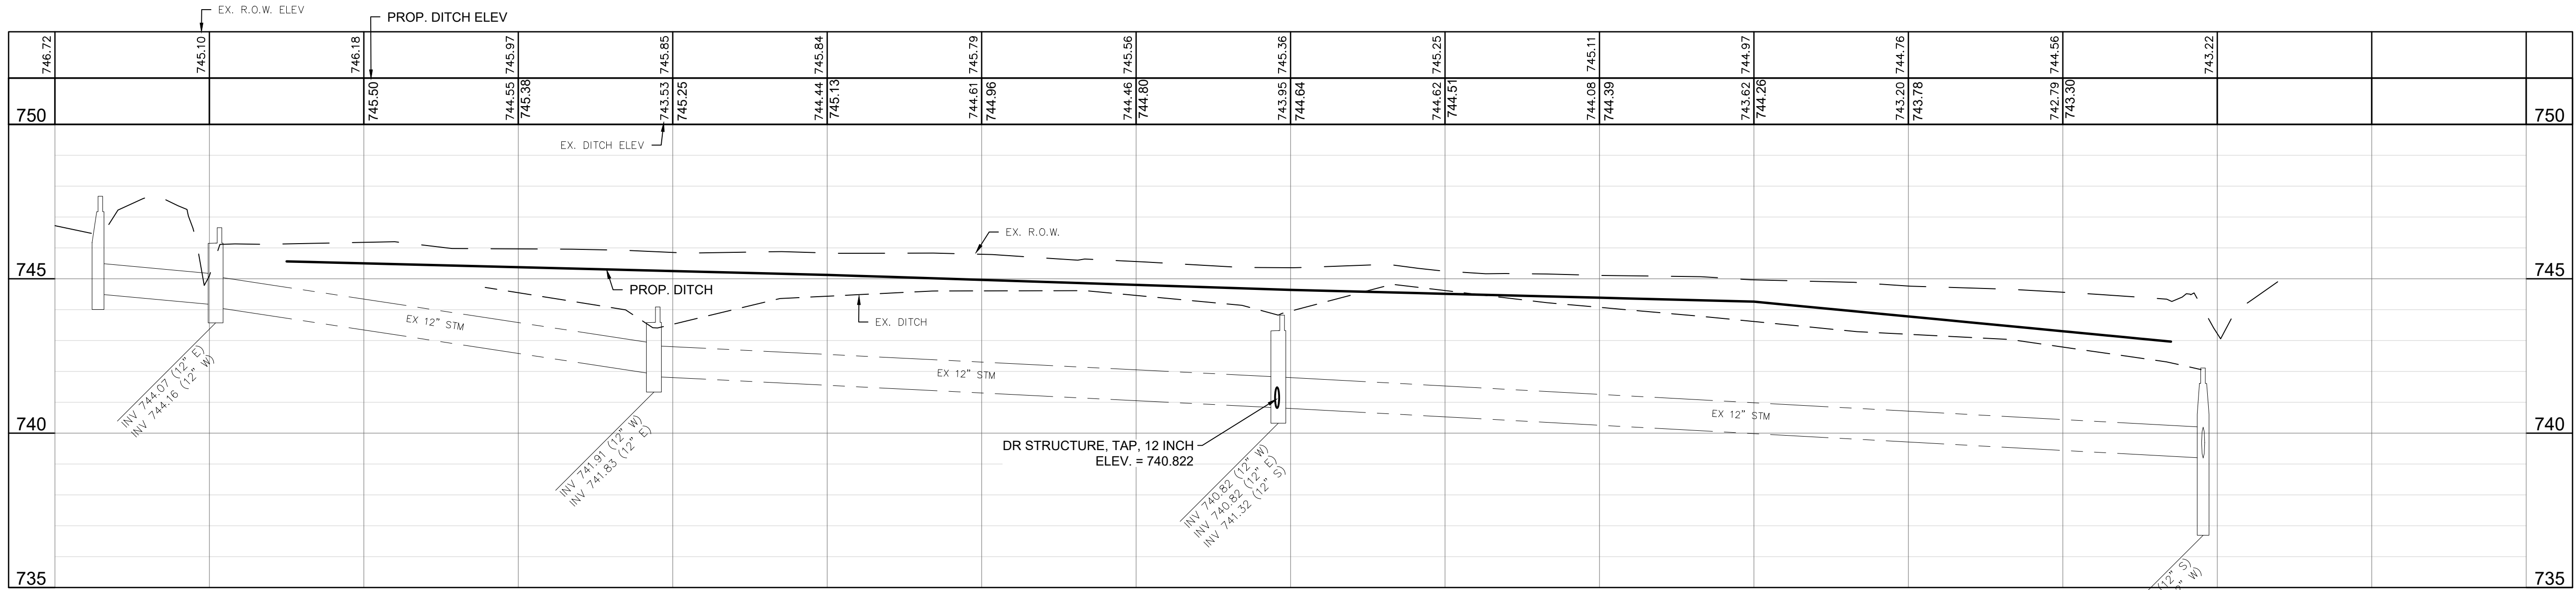 EX. R.O.W. ELEV
PROP. DITCH ELEV
746.72
745.10
746.18
745.97
745.85
745.84
745.79
745.56
745.36
745.25
745.11
744.97
744.76
744.56
743.22
745.50
744.55
745.38
743.53
745.25
744.44
745.13
744.61
744.96
744.46
744.80
743.95
744.64
744.62
744.51
744.08
744.39
743.62
744.26
743.20
743.78
742.79
743.30
750
750
EX. DITCH ELEV
EX. R.O.W.
745
745
PROP. DITCH
EX. DITCH
EX 12" STM
EX 12" STM
EX 12" STM
INV 744.07 (12" E)
INV 744.16 (12" W)
740
740
INV 741.91 (12" W)
INV 741.83 (12" E)
DR STRUCTURE, TAP, 12 INCH
ELEV. = 740.822
INV 740.82 (12" W)
INV 740.82 (12" E)
INV 741.32 (12" S)
735
735
(12" S)
" W)